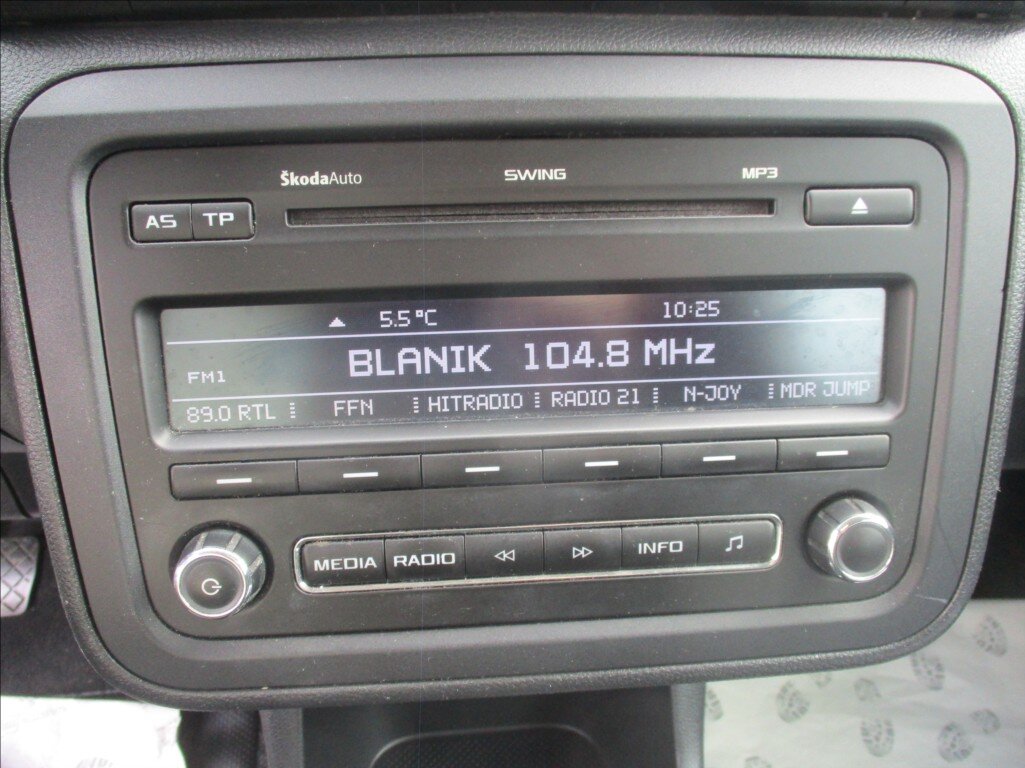 ŠkodaAuto SWING MP3
AS TP
5.5 °C 10:25
BLANIK 104.8 MHz
FM1
89.0 RTL FFN HITRADIO RADIO 21 N-JOY MDR JUMP
MEDIA RADIO INFO